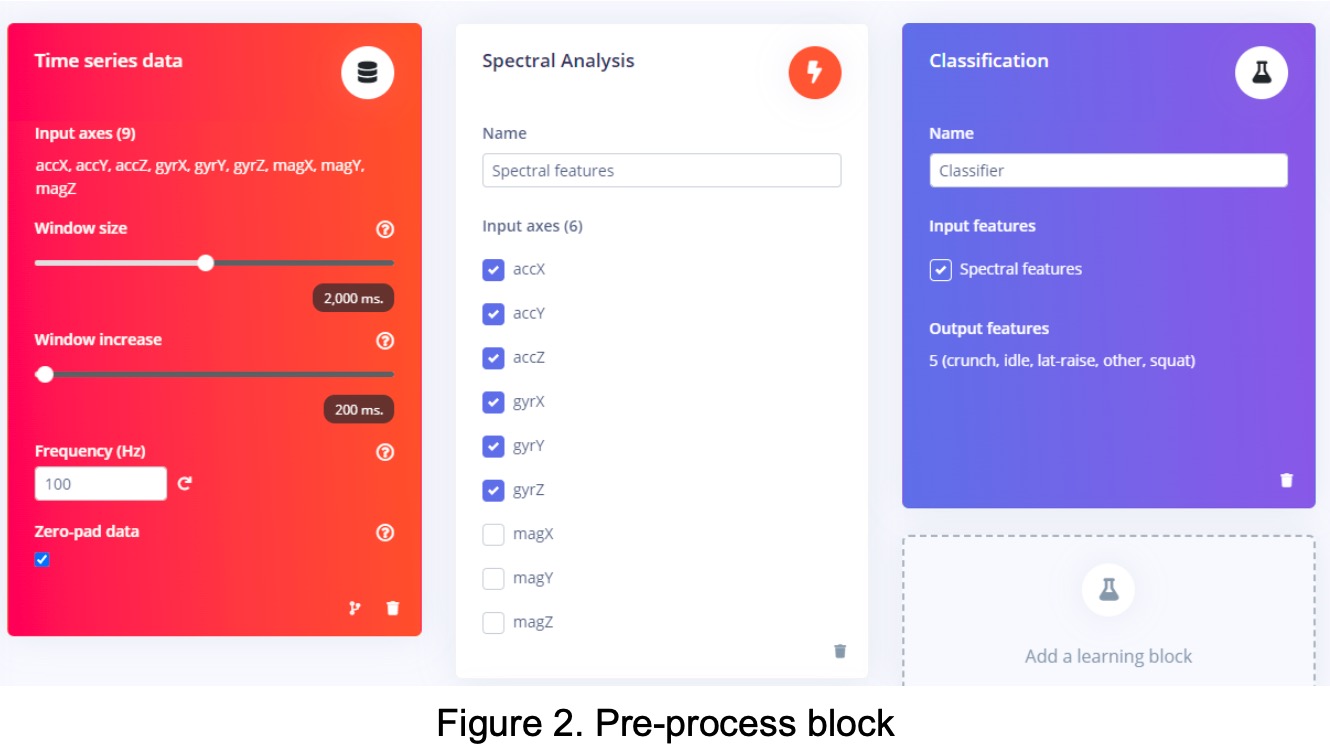 Time series data
Input axes (9)
accX, accY, accZ, gyrX, gyrY, gyrZ, magX, magY,
magZ
Window size
2,000 ms.
Window increase
200 ms.
Frequency (Hz)
100
Zero-pad data
Spectral Analysis
Name
Spectral features
Input axes (6)
accX
accY
accZ
gyrX
gyrY
gyrZ
magX
magY
magZ
Classification
Name
Classifier
Input features
Spectral features
Output features
5 (crunch, idle, lat-raise, other, squat)
Add a learning block
Figure 2. Pre-process block